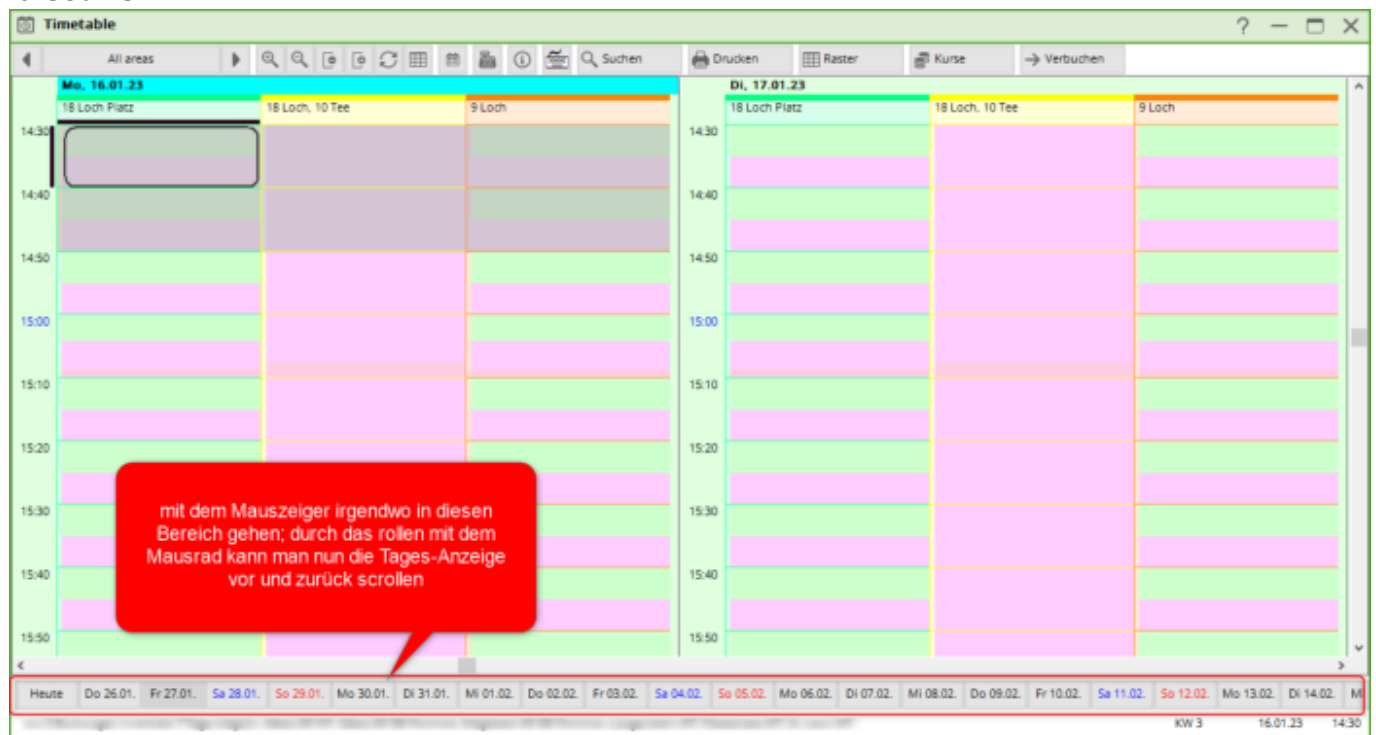 Timetable
All areas Suchen Drucken Raster Kurse Verbuchen
Mo, 16.01.23 Di, 17.01.23
18 Loch Platz 18 Loch, 10 Tee 9 Loch 18 Loch Platz 18 Loch, 10 Tee 9 Loch
14:30 14:30
14:40 14:40
14:50 14:50
15:00 15:00
15:10 15:10
15:20 15:20
15:30 15:30
15:40 15:40
15:50 15:50
mit dem Mauszeiger irgendwo in diesen
Bereich gehen; durch das rollen mit dem
Mausrad kann man nun die Tages-Anzeige
vor und zurück scrollen
Heute Do 26.01. Fr 27.01. Sa 28.01. So 29.01. Mo 30.01. Di 31.01. Mi 01.02. Do 02.02. Fr 03.02. Sa 04.02. So 05.02. Mo 06.02. Di 07.02. Mi 08.02. Do 09.02. Fr 10.02. Sa 11.02. So 12.02. Mo 13.02. Di 14.02. M
KW 3 16.01.23 14:30